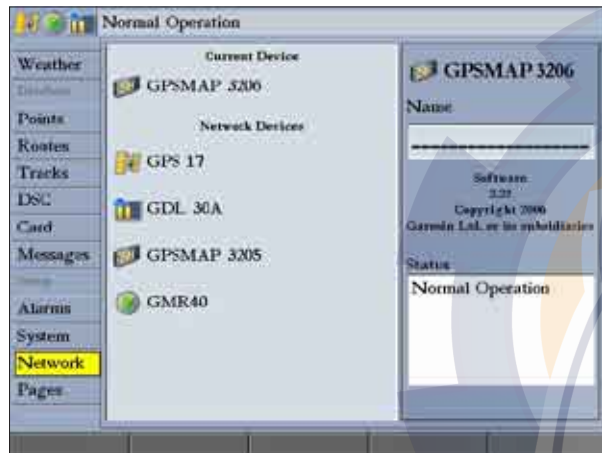 Normal Operation
Weather
Points
Routes
Tracks
DSC
Card
Messages
Alarms
System
Network
Pages
Current Device
GPSMAP 3206
Network Devices
GPS 17
GDL 30A
GPSMAP 3205
GMR40
GPSMAP 3206
Name
Software
Copyright 2006
Garmin Ltd. or its subsidiaries
Status
Normal Operation